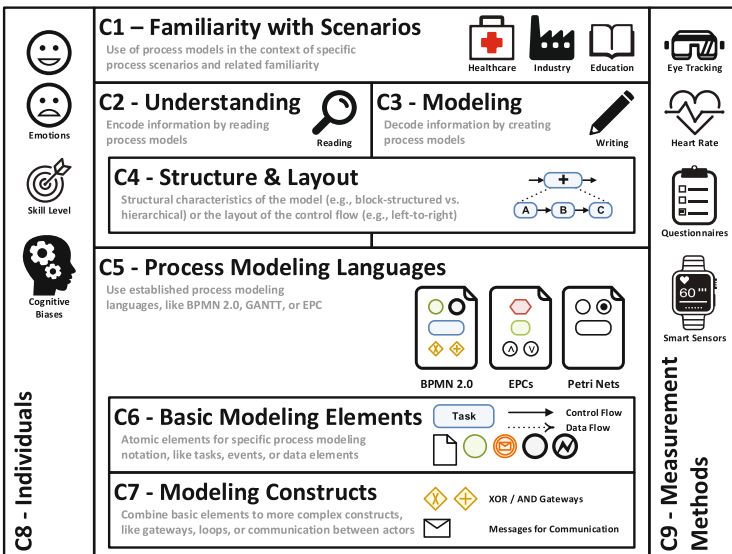 C1 – Familiarity with Scenarios
Use of process models in the context of specific
process scenarios and related familiarity
Healthcare
Industry
Education
C2 - Understanding
Encode information by reading
process models
Reading
C3 - Modeling
Decode information by creating
process models
Writing
C4 - Structure & Layout
Structural characteristics of the model (e.g., block-structured vs.
hierarchical) or the layout of the control flow (e.g., left-to-right)
+
A
B
C
C5 - Process Modeling Languages
Use established process modeling
languages, like BPMN 2.0, GANTT, or EPC
BPMN 2.0
EPCs
Petri Nets
C6 - Basic Modeling Elements
Atomic elements for specific process modeling
notation, like tasks, events, or data elements
Task
Control Flow
Data Flow
C7 - Modeling Constructs
Combine basic elements to more complex constructs,
like gateways, loops, or communication between actors
XOR / AND Gateways
Messages for Communication
C8 - Individuals
Emotions
Skill Level
Cognitive
Biases
C9 - Measurement
Methods
Eye Tracking
Heart Rate
Questionnaires
60
Smart Sensors